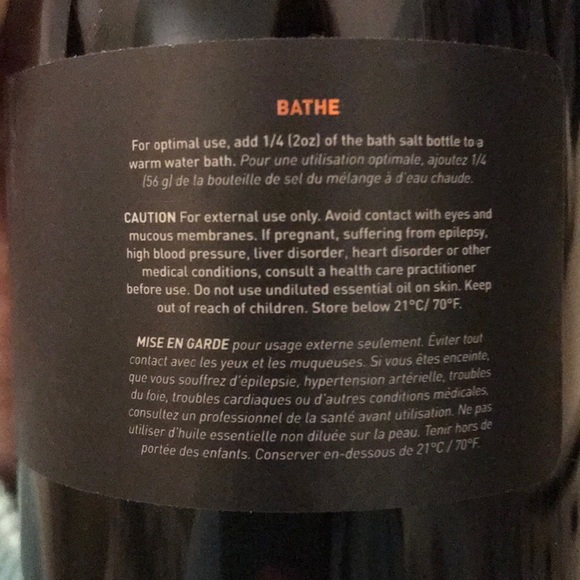 BATHE
For optimal use, add 1/4 (2oz) of the bath salt bottle to a
warm water bath. Pour une utilisation optimale, ajoutez 1/4
(56 g) de la bouteille de sel du mélange à d'eau chaude.
CAUTION For external use only. Avoid contact with eyes and
mucous membranes. If pregnant, suffering from epilepsy,
high blood pressure, liver disorder, heart disorder or other
medical conditions, consult a health care practitioner
before use. Do not use undiluted essential oil on skin. Keep
out of reach of children. Store below 21°C/ 70°F.
MISE EN GARDE pour usage externe seulement. Éviter tout
contact avec les yeux et les muqueuses. Si vous êtes enceinte,
que vous souffrez d'épilepsie, hypertension artérielle, troubles
du foie, troubles cardiaques ou d'autres conditions médicales,
consultez un professionnel de la santé avant utilisation. Ne pas
utiliser d'huile essentielle non diluée sur la peau. Tenir hors de
portée des enfants. Conserver en-dessous de 21°C / 70°F.